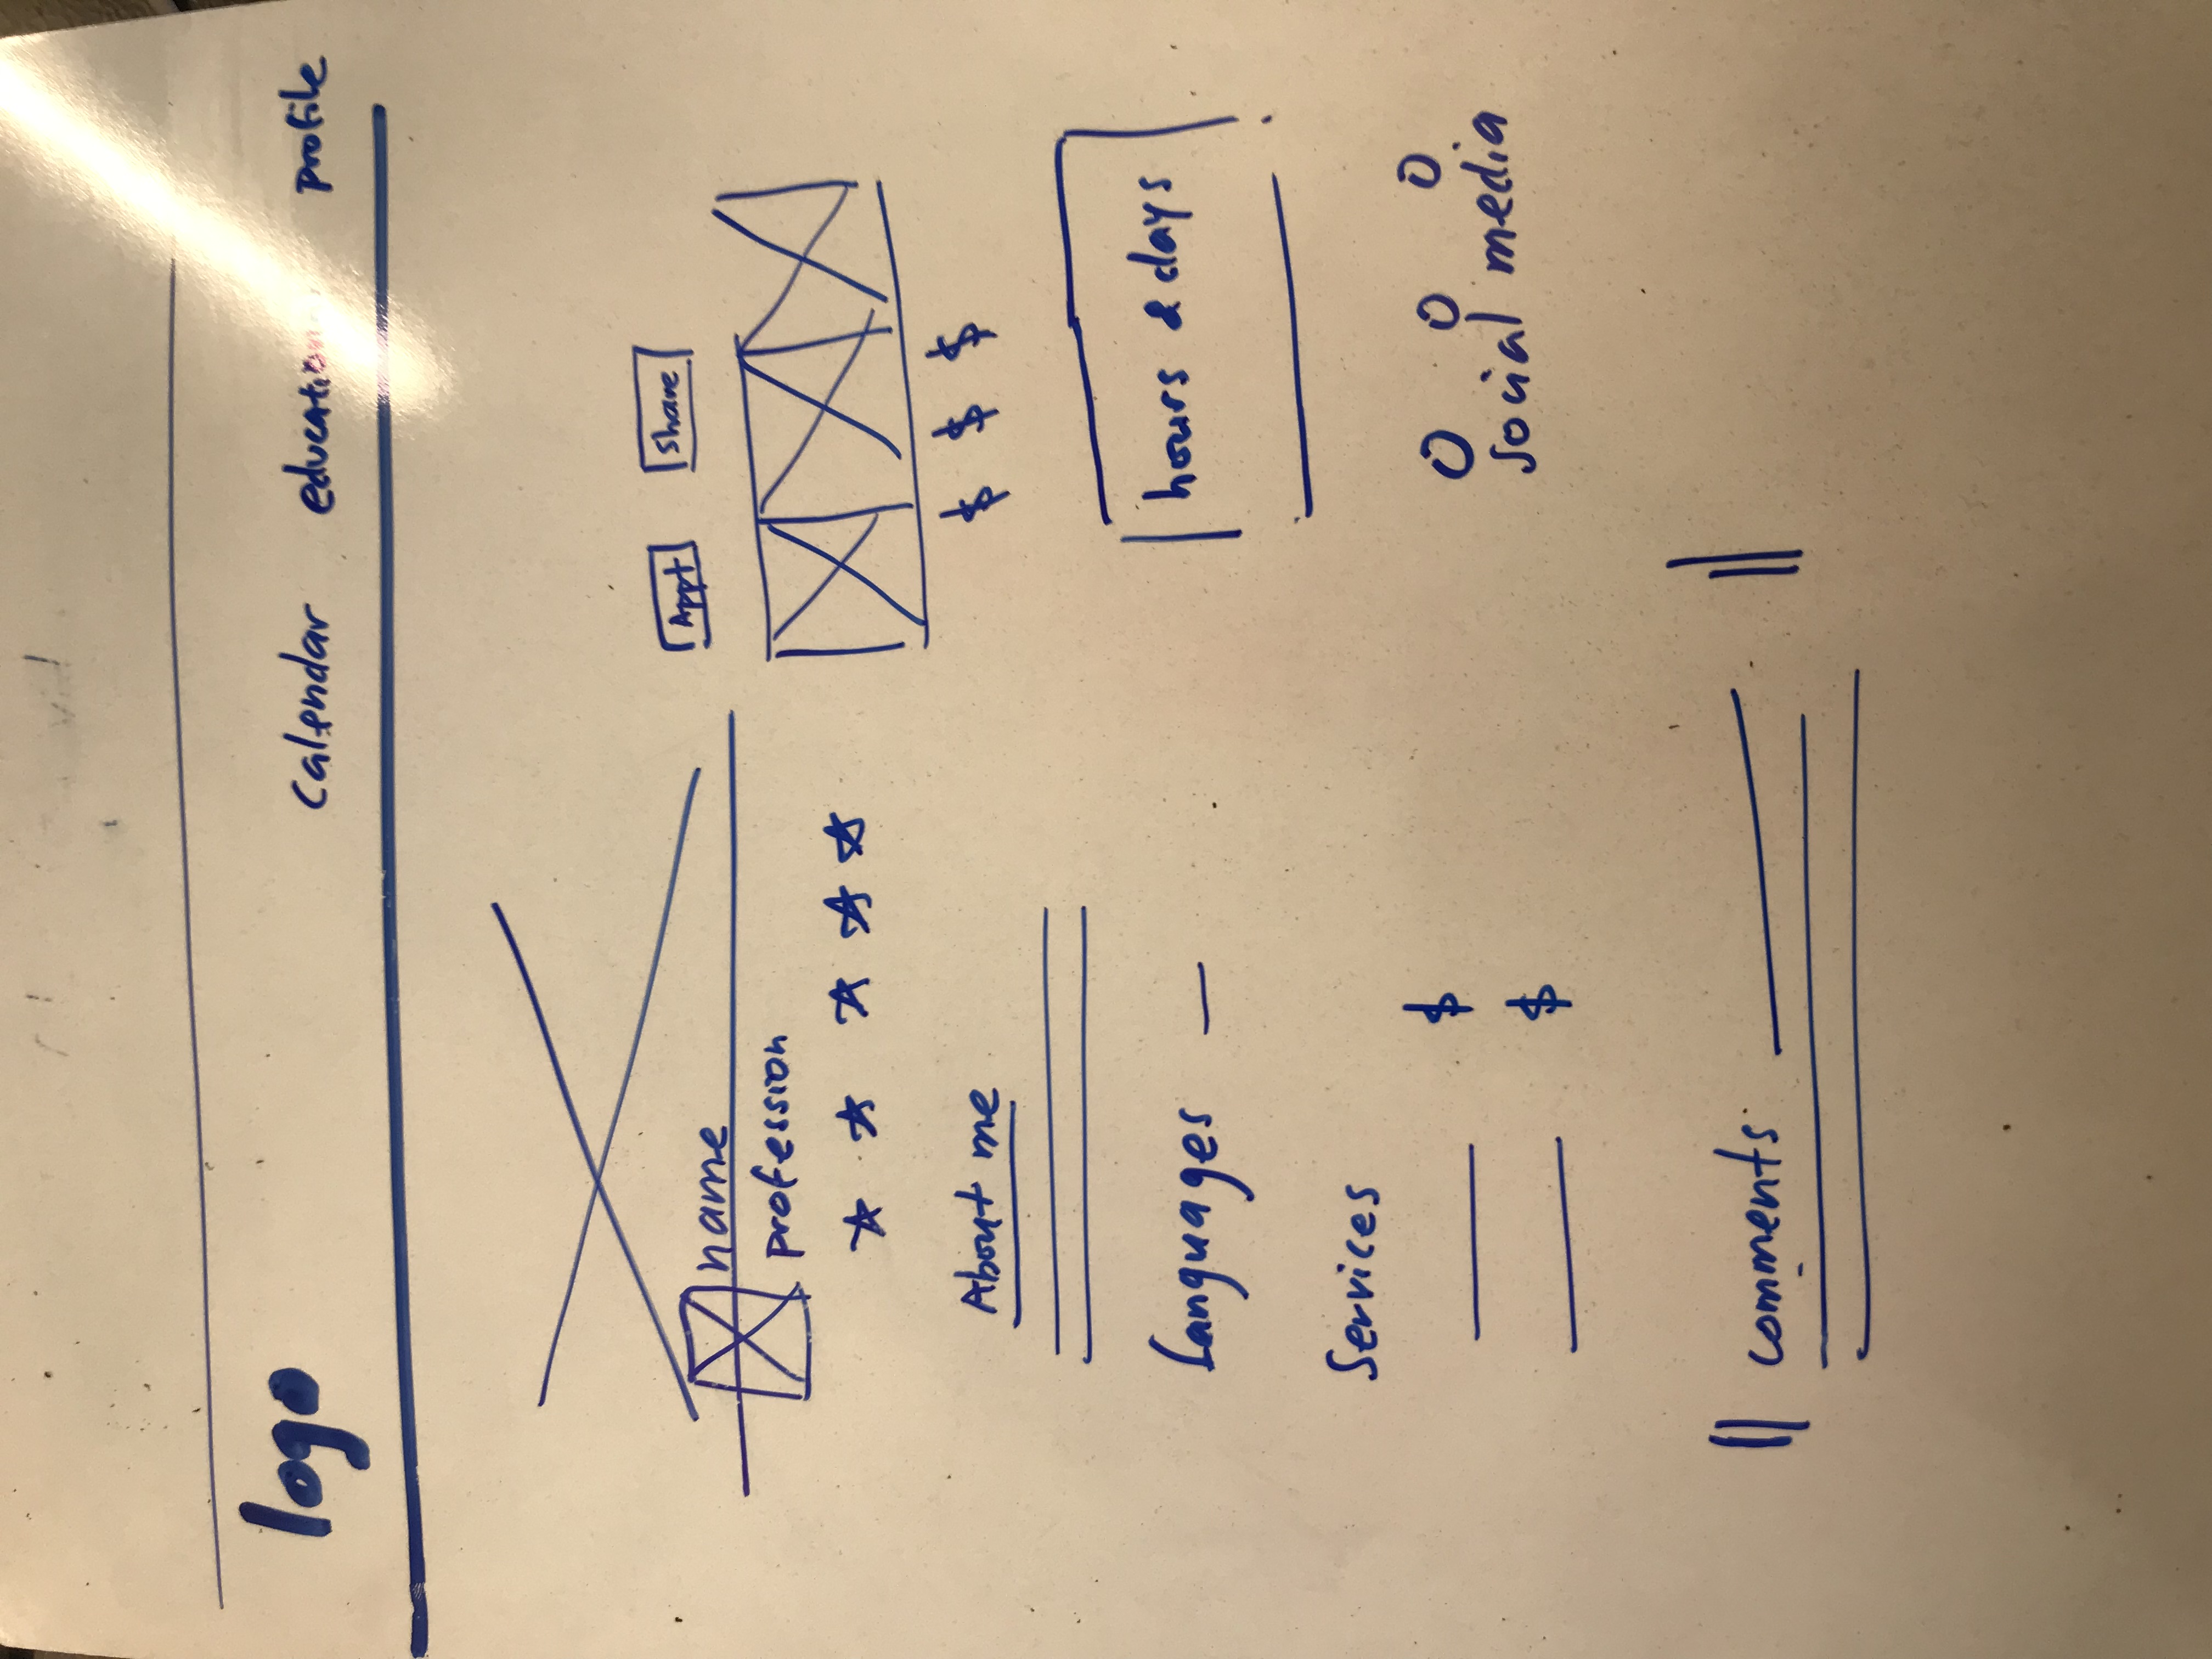 logo
Calendar education profile
Appt Share
name
profession
$ $ $
About me
hours & days
Languages
Services
$
$
social media
comments